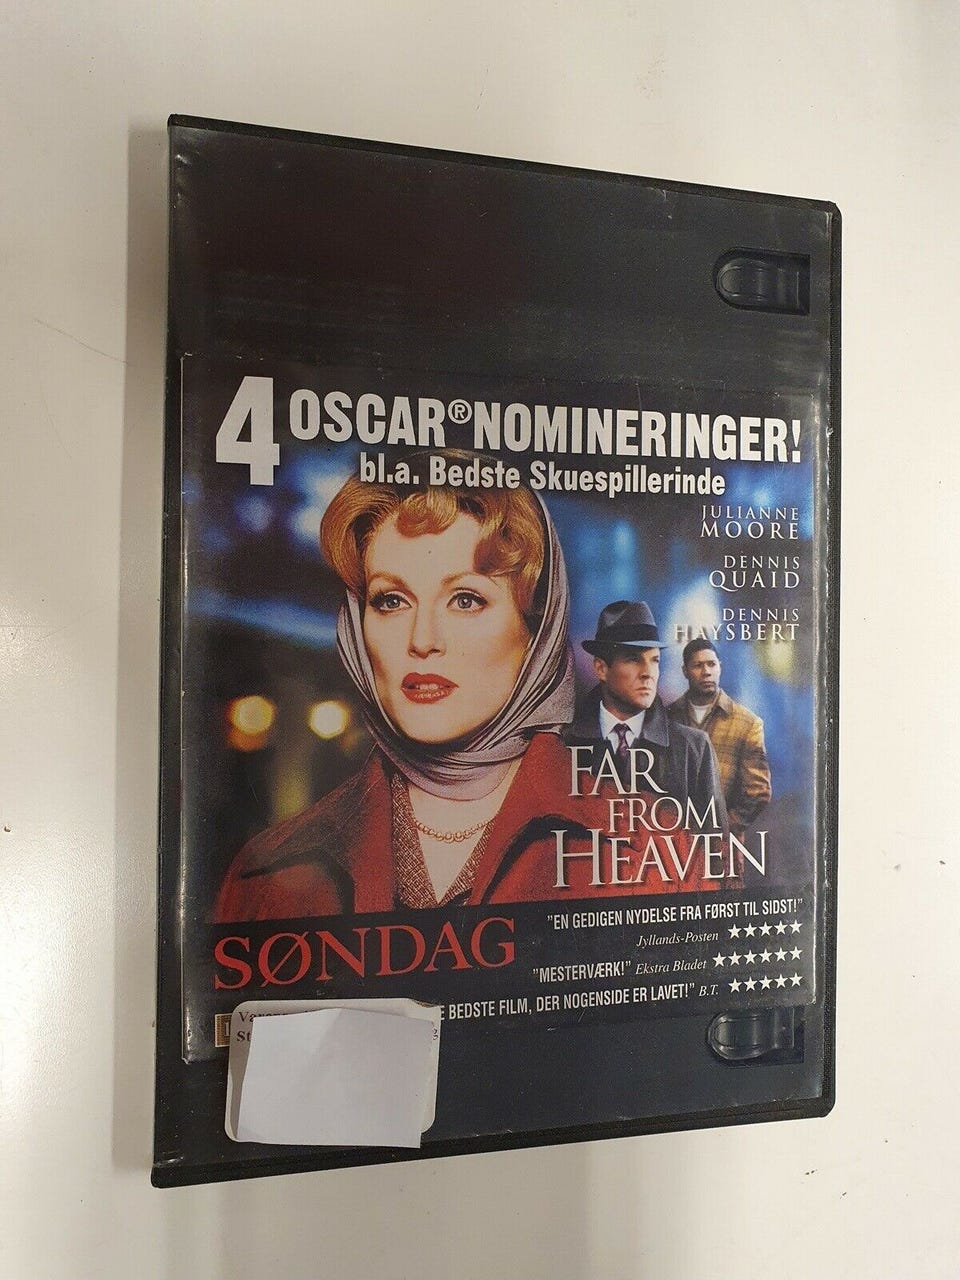 4 OSCAR® NOMINERINGER!
bl.a. Bedste Skuespillerinde
JULIANNE
MOORE
DENNIS
QUAID
DENNIS
HAYSBERT
FAR
FROM
HEAVEN
SØNDAG
"EN GEDIGEN NYDELSE FRA FØRST TIL SIDST!"
Jyllands-Posten ★★★★★
"MESTERVÆRK!" Ekstra Bladet ★★★★★★
BEDSTE FILM, DER NOGENSIDE ER LAVET!" B.T. ★★★★★